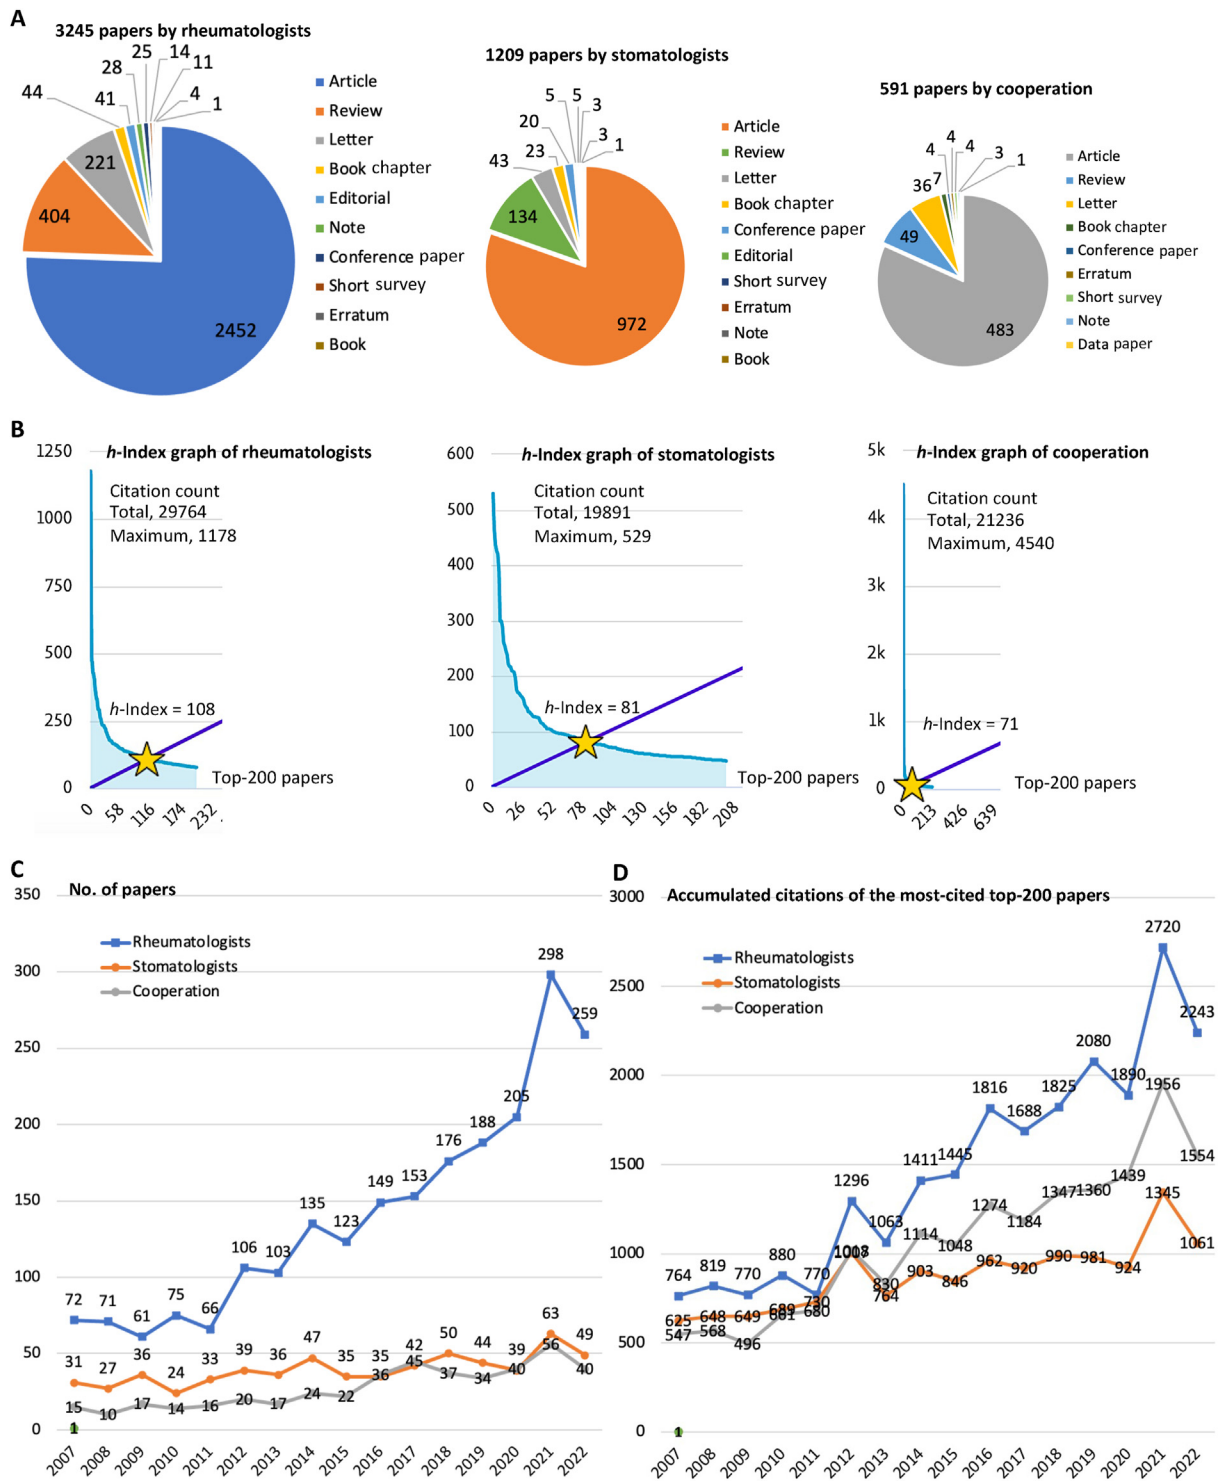 A
3245 papers by rheumatologists
44
41
28
25
14
11
4
1
221
404
2452
Article
Review
Letter
Book chapter
Editorial
Note
Conference paper
Short survey
Erratum
Book
1209 papers by stomatologists
43
23
20
5
5
3
3
1
134
972
Article
Review
Letter
Book chapter
Conference paper
Editorial
Short survey
Erratum
Note
Book
591 papers by cooperation
36
7
4
4
4
3
1
49
483
Article
Review
Letter
Book chapter
Conference paper
Erratum
Short survey
Note
Data paper
B
h-Index graph of rheumatologists
Citation count
Total, 29764
Maximum, 1178
1250
1000
750
500
250
0
h-Index = 108
Top-200 papers
0 58 116 174 232
h-Index graph of stomatologists
Citation count
Total, 19891
Maximum, 529
600
500
400
300
200
100
0
h-Index = 81
Top-200 papers
0 26 52 78 104 130 156 182 208
h-Index graph of cooperation
Citation count
Total, 21236
Maximum, 4540
5k
4k
3k
2k
1k
0
h-Index = 71
Top-200 papers
0 213 426 639
C
No. of papers
Rheumatologists
Stomatologists
Cooperation
350
300
250
200
150
100
50
0
72 71 61 75 66 106 103 135 123 149 153 176 188 205 298 259
31 27 36 24 33 39 36 47 35 35 42 50 44 39 63 49
15 10 17 14 16 20 17 24 22 36 45 37 34 40 56 40
1
2007 2008 2009 2010 2011 2012 2013 2014 2015 2016 2017 2018 2019 2020 2021 2022
D
Accumulated citations of the most-cited top-200 papers
Rheumatologists
Stomatologists
Cooperation
3000
2500
2000
1500
1000
500
0
764 819 770 880 770 1296 1063 1411 1445 1816 1688 1825 2080 1890 2720 2243
625 648 649 689 730 1008 764 903 846 962 920 990 981 924 1345 1061
547 568 496 661 680 830 1114 1048 1274 1184 1347 1360 1439 1956 1554
1
2007 2008 2009 2010 2011 2012 2013 2014 2015 2016 2017 2018 2019 2020 2021 2022